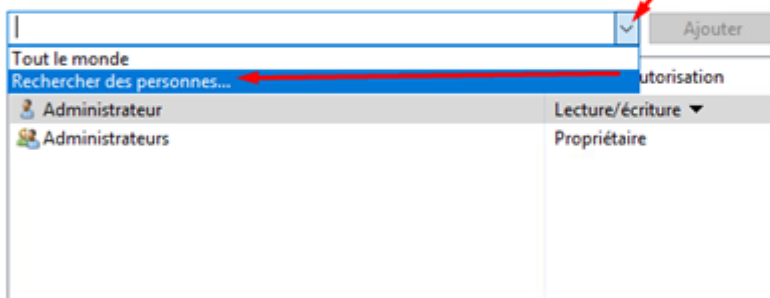 Ajouter
Tout le monde
Rechercher des personnes...
utorisation
Administrateur Lecture/écriture
Administrateurs Propriétaire